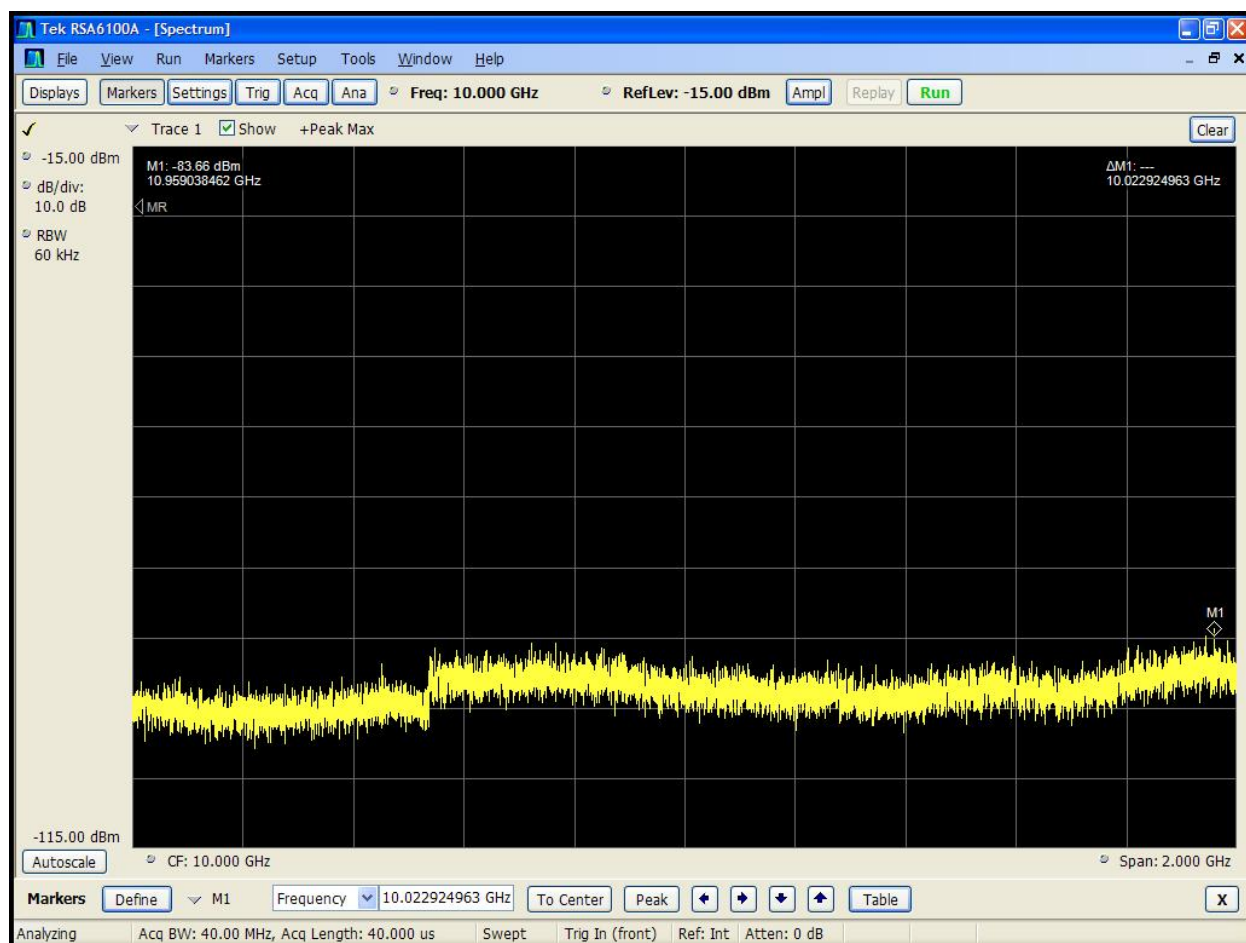 Tek RSA6100A - [Spectrum]
File View Run Markers Setup Tools Window Help
Displays Markers Settings Trig Acq Ana Freq: 10.000 GHz RefLev: -15.00 dBm Ampl Replay Run
Trace 1 Show +Peak Max Clear
-15.00 dBm
dB/div:
10.0 dB
RBW
60 kHz
M1: -83.66 dBm
10.959038462 GHz
MR
ΔM1: ---
10.022924963 GHz
M1
-115.00 dBm
Autoscale CF: 10.000 GHz Span: 2.000 GHz
Markers Define M1 Frequency 10.022924963 GHz To Center Peak Table X
Analyzing Acq BW: 40.00 MHz, Acq Length: 40.000 us Swept Trig In (front) Ref: Int Atten: 0 dB